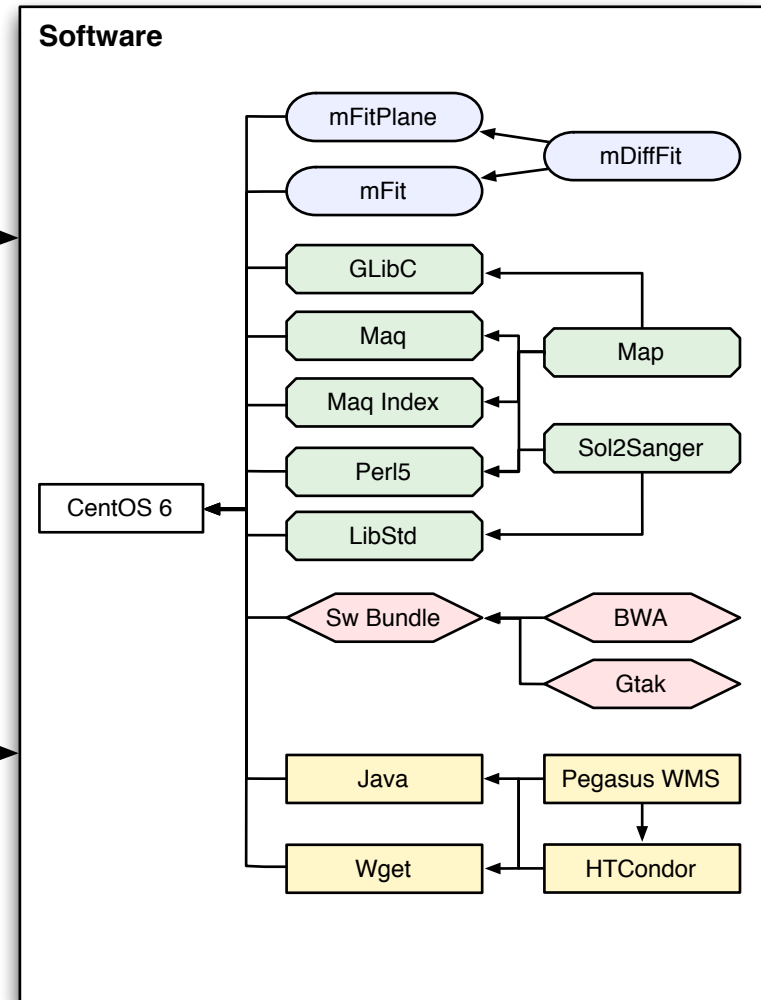 Software
mFitPlane
mDiffFit
mFit
GLibC
Maq
Map
Maq Index
Sol2Sanger
Perl5
CentOS 6
LibStd
Sw Bundle
BWA
Gtak
Java
Pegasus WMS
Wget
HTCondor